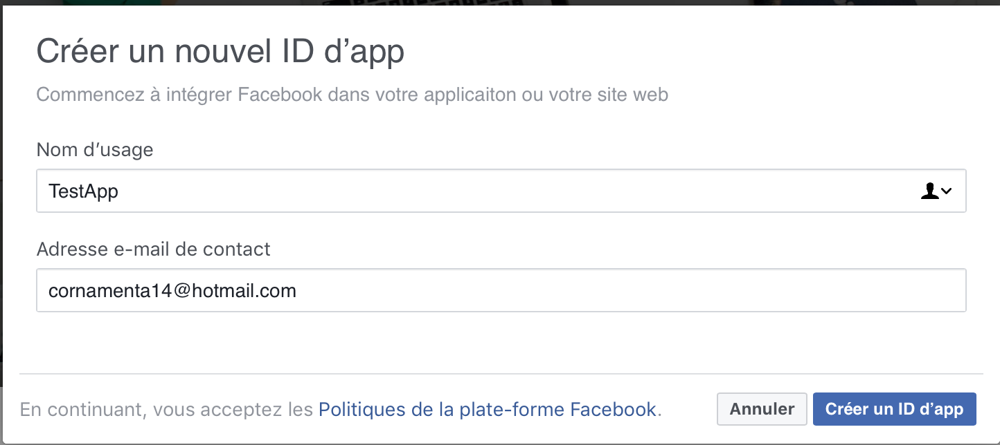 Créer un nouvel ID d’app
Commencez à intégrer Facebook dans votre applicaiton ou votre site web
Nom d’usage
TestApp
Adresse e-mail de contact
cornamenta14@hotmail.com
En continuant, vous acceptez les Politiques de la plate-forme Facebook.
Annuler
Créer un ID d’app